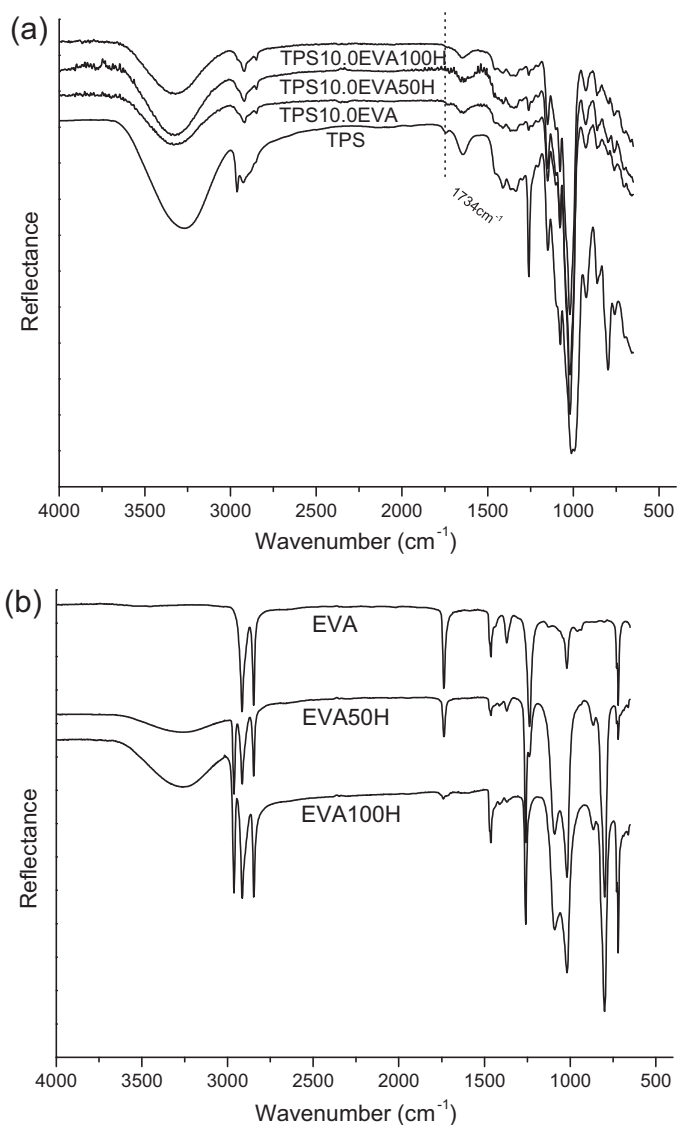 (a)
TPS10.0EVA100H
TPS10.0EVA50H
TPS10.0EVA
TPS
1734cm⁻¹
Reflectance
4000 3500 3000 2500 2000 1500 1000 500
Wavenumber (cm⁻¹)
(b)
EVA
EVA50H
EVA100H
Reflectance
4000 3500 3000 2500 2000 1500 1000 500
Wavenumber (cm⁻¹)